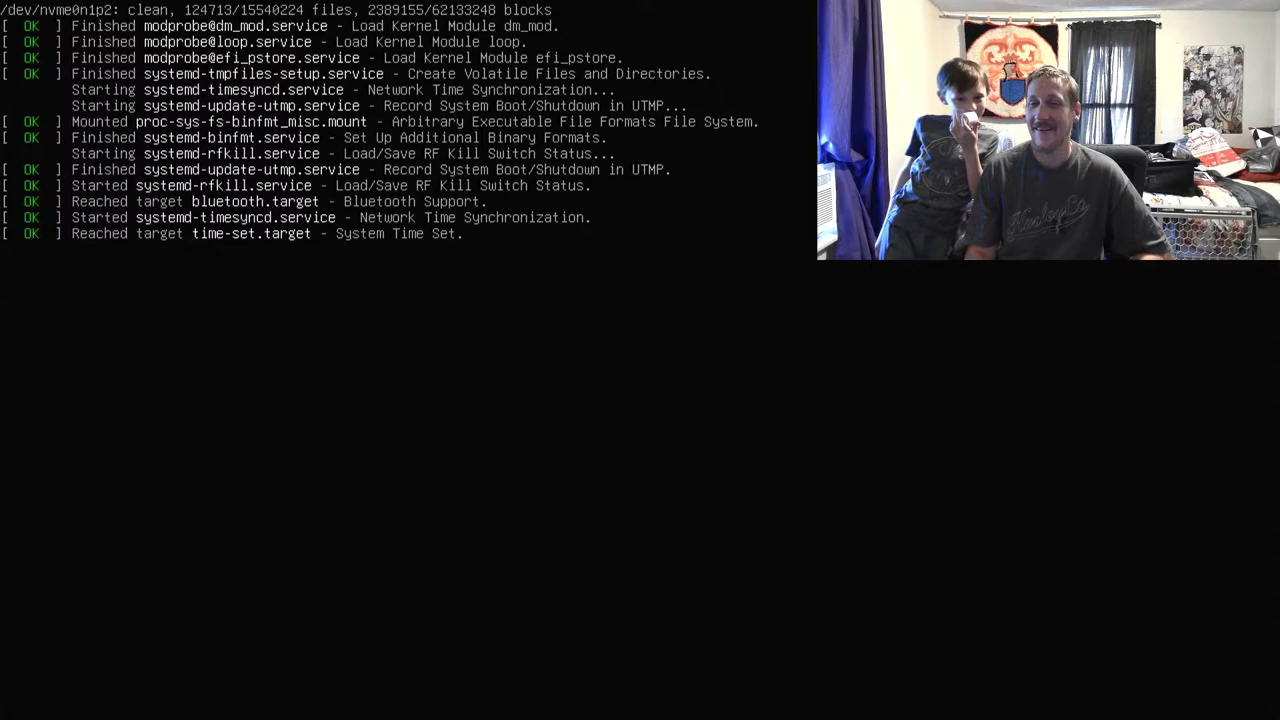 /dev/nvme0n1p2: clean, 124713/15540224 files, 2389155/62133248 blocks
[  OK  ] Finished modprobe@dm_mod.service - Load Kernel Module dm_mod.
[  OK  ] Finished modprobe@loop.service - Load Kernel Module loop.
[  OK  ] Finished modprobe@efi_pstore.service - Load Kernel Module efi_pstore.
[  OK  ] Finished systemd-tmpfiles-setup.service - Create Volatile Files and Directories.
Starting systemd-timesyncd.service - Network Time Synchronization...
Starting systemd-update-utmp.service - Record System Boot/Shutdown in UTMP...
[  OK  ] Mounted proc-sys-fs-binfmt_misc.mount - Arbitrary Executable File Formats File System.
[  OK  ] Finished systemd-binfmt.service - Set Up Additional Binary Formats.
Starting systemd-rfkill.service - Load/Save RF Kill Switch Status...
[  OK  ] Finished systemd-update-utmp.service - Record System Boot/Shutdown in UTMP.
[  OK  ] Started systemd-rfkill.service - Load/Save RF Kill Switch Status.
[  OK  ] Reached target bluetooth.target - Bluetooth Support.
[  OK  ] Started systemd-timesyncd.service - Network Time Synchronization.
[  OK  ] Reached target time-set.target - System Time Set.